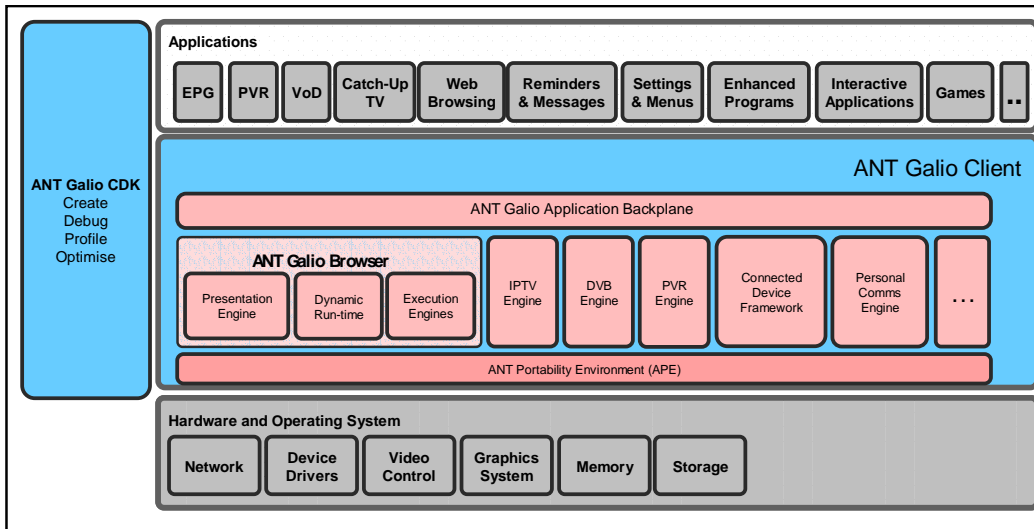 ANT Galio CDK
Create
Debug
Profile
Optimise
Applications
EPG
PVR
VoD
Catch-Up
TV
Web
Browsing
Reminders
& Messages
Settings
& Menus
Enhanced
Programs
Interactive
Applications
Games
..
ANT Galio Client
ANT Galio Application Backplane
ANT Galio Browser
Presentation
Engine
Dynamic
Run-time
Execution
Engines
IPTV
Engine
DVB
Engine
PVR
Engine
Connected
Device
Framework
Personal
Comms
Engine
...
ANT Portability Environment (APE)
Hardware and Operating System
Network
Device
Drivers
Video
Control
Graphics
System
Memory
Storage